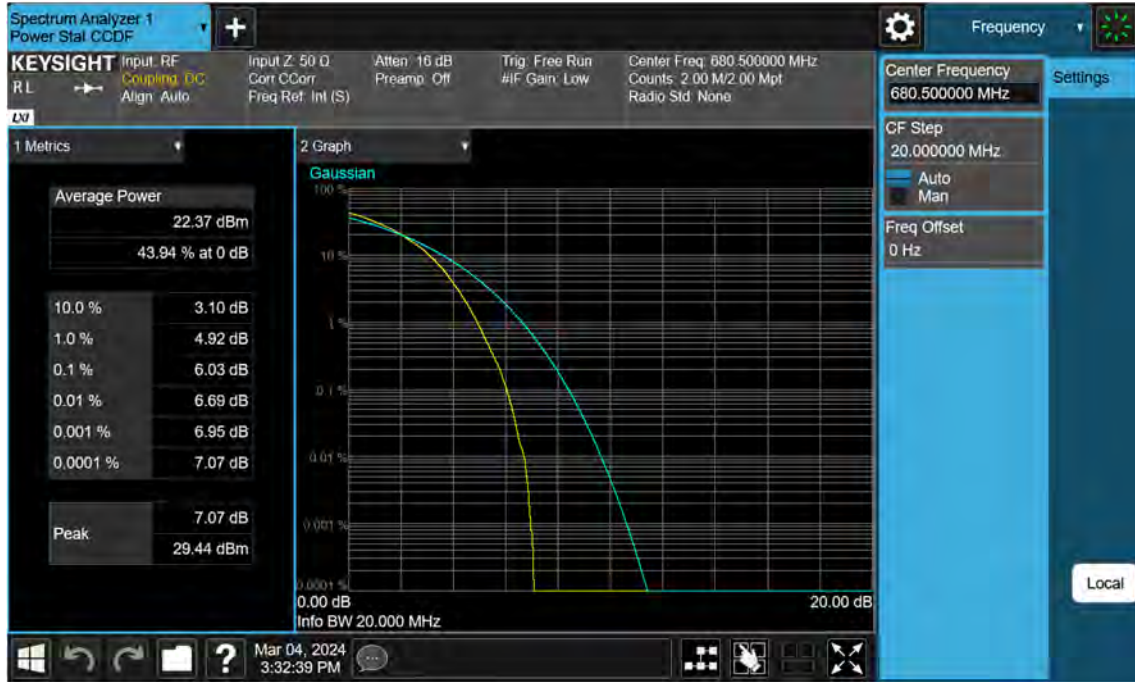 Spectrum Analyzer 1
Power Stat CCDF
+
Frequency
KEYSIGHT
RL
LXI
Input: RF
Coupling: DC
Align: Auto
Input Z: 50 Ω
Corr CCorr
Freq Ref: Int (S)
Atten: 16 dB
Preamp: Off
Trig: Free Run
#IF Gain: Low
Center Freq: 680.500000 MHz
Counts: 2.00 M/2.00 Mpt
Radio Std: None
Center Frequency
680.500000 MHz
Settings
CF Step
20.000000 MHz
Auto
Man
Freq Offset
0 Hz
1 Metrics
Average Power
22.37 dBm
43.94 % at 0 dB
10.0 % 3.10 dB
1.0 % 4.92 dB
0.1 % 6.03 dB
0.01 % 6.69 dB
0.001 % 6.95 dB
0.0001 % 7.07 dB
Peak
7.07 dB
29.44 dBm
2 Graph
Gaussian
100 %
10 %
1 %
0.1 %
0.01 %
0.001 %
0.0001 %
0.00 dB 20.00 dB
Info BW 20.000 MHz
Local
?
Mar 04, 2024
3:32:39 PM